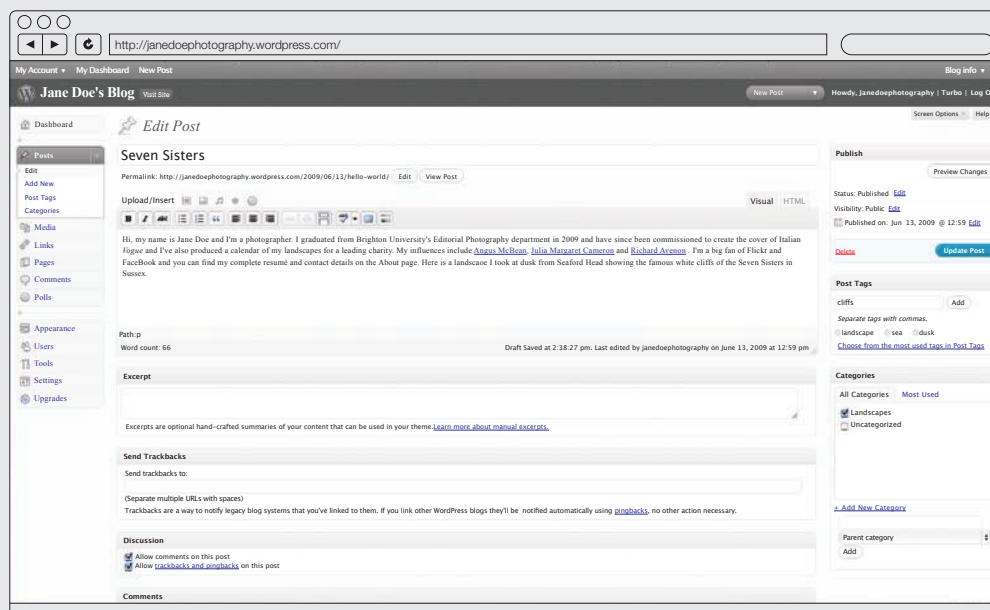 http://janedoephotography.wordpress.com/
My Account My Dashboard New Post Blog info
Jane Doe's Blog Visit Site New Post Howdy, Janedoephotography | Turbo | Log O
Screen Options Help
Dashboard
Posts
Edit
Add New
Post Tags
Categories
Media
Links
Pages
Comments
Polls
Appearance
Users
Tools
Settings
Upgrades
Edit Post
Seven Sisters
Permalink: http://janedoephotography.wordpress.com/2009/06/13/hello-world/ Edit View Post
Upload/Insert Visual HTML
Hi, my name is Jane Doe and I'm a photographer. I graduated from Brighton University's Editorial Photography department in 2009 and have since been commissioned to create the cover of Italian
Vogue and I've also produced a calendar of my landscapes for a leading charity. My influences include Angus McBean, Julia Margaret Cameron and Richard Avenon . I'm a big fan of Flickr and
FaceBook and you can find my complete resumé and contact details on the About page. Here is a landscaoe I took at dusk from Seaford Head showing the famous white cliffs of the Seven Sisters in
Sussex.
Path:p
Word count: 66 Draft Saved at 2:38:27 pm. Last edited by janedoephotography on June 13, 2009 at 12:59 pm
Excerpt
Excerpts are optional hand-crafted summaries of your content that can be used in your theme.Learn more about manual excerpts.
Send Trackbacks
Send trackbacks to:
(Separate multiple URLs with spaces)
Trackbacks are a way to notify legacy blog systems that you've linked to them. If you link other WordPress blogs they'll be notified automatically using pingbacks, no other action necessary.
Discussion
Allow comments on this post
Allow trackbacks and pingbacks on this post
Comments
Publish
Preview Changes
Status: Published Edit
Visibility: Public Edit
Published on: Jun 13, 2009 @ 12:59 Edit
Delete Update Post
Post Tags
cliffs Add
Separate tags with commas.
landscape sea dusk
Choose from the most used tags in Post Tags
Categories
All Categories Most Used
Landscapes
Uncategorized
+ Add New Category
Parent category
Add